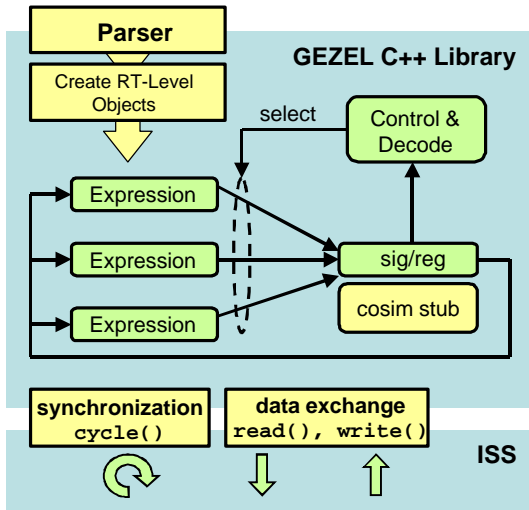 Parser
GEZEL C++ Library
Create RT-Level
Objects
select
Control &
Decode
Expression
Expression
sig/reg
cosim stub
Expression
synchronization
cycle()
data exchange
read(), write()
ISS